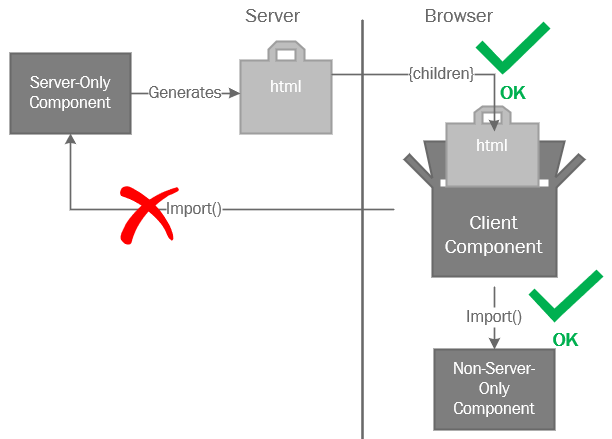 Server
Browser
Server-Only
Component
Generates
html
{children}
OK
html
Import()
Client
Component
Import()
OK
Non-Server-
Only
Component